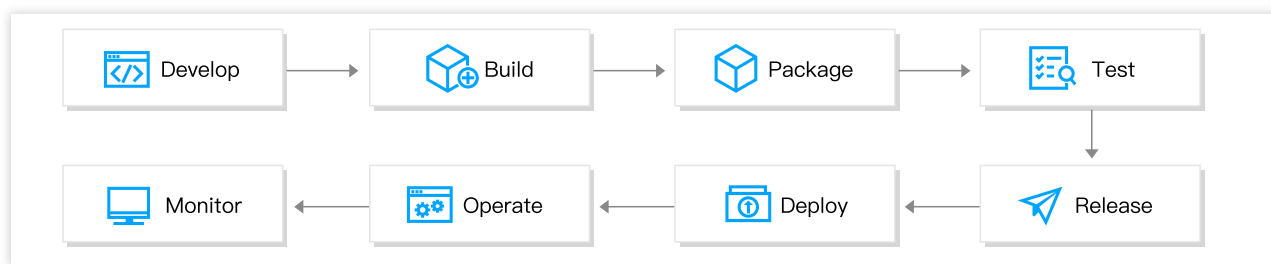 Develop
Build
Package
Test
Monitor
Operate
Deploy
Release